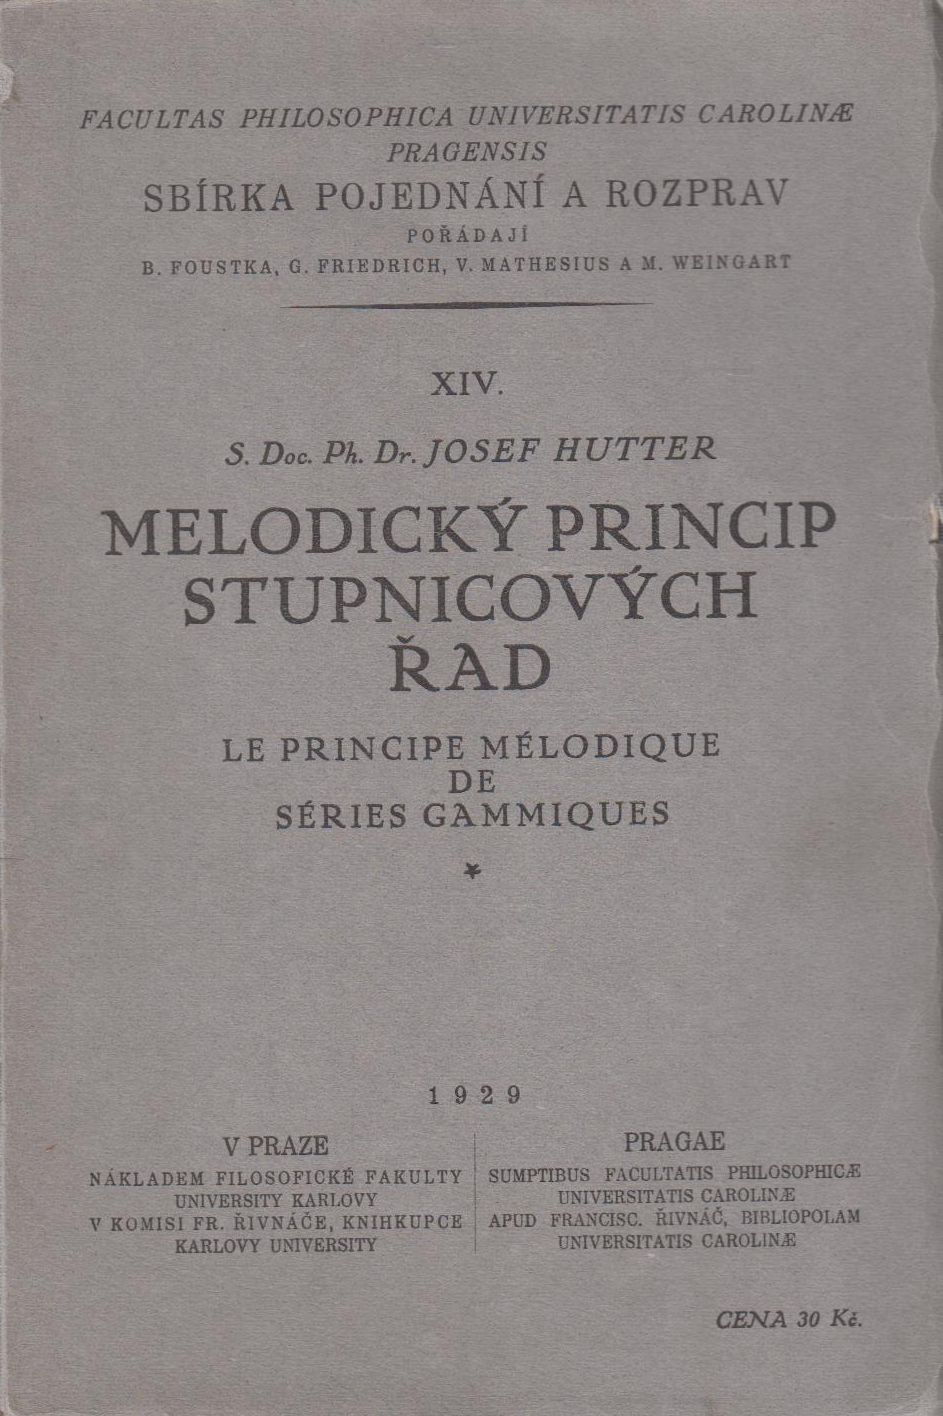 FACULTAS PHILOSOPHICA UNIVERSITATIS CAROLINÆ
PRAGENSIS
SBÍRKA POJEDNÁNÍ A ROZPRAV
POŘÁDAJÍ
B. FOUSTKA, G. FRIEDRICH, V. MATHESIUS A M. WEINGART
XIV.
S. Doc. Ph. Dr. JOSEF HUTTER
MELODICKÝ PRINCIP
STUPNICOVÝCH
ŘAD
LE PRINCIPE MÉLODIQUE
DE
SÉRIES GAMMIQUES
*
1929
V PRAZE
NÁKLADEM FILOSOFICKÉ FAKULTY
UNIVERSITY KARLOVY
V KOMISI FR. ŘIVNÁČE, KNIHKUPCE
KARLOVY UNIVERSITY
PRAGAE
SUMPTIBUS FACULTATIS PHILOSOPHICÆ
UNIVERSITATIS CAROLINÆ
APUD FRANCISC. ŘIVNÁČ, BIBLIOPOLAM
UNIVERSITATIS CAROLINÆ
CENA 30 Kč.